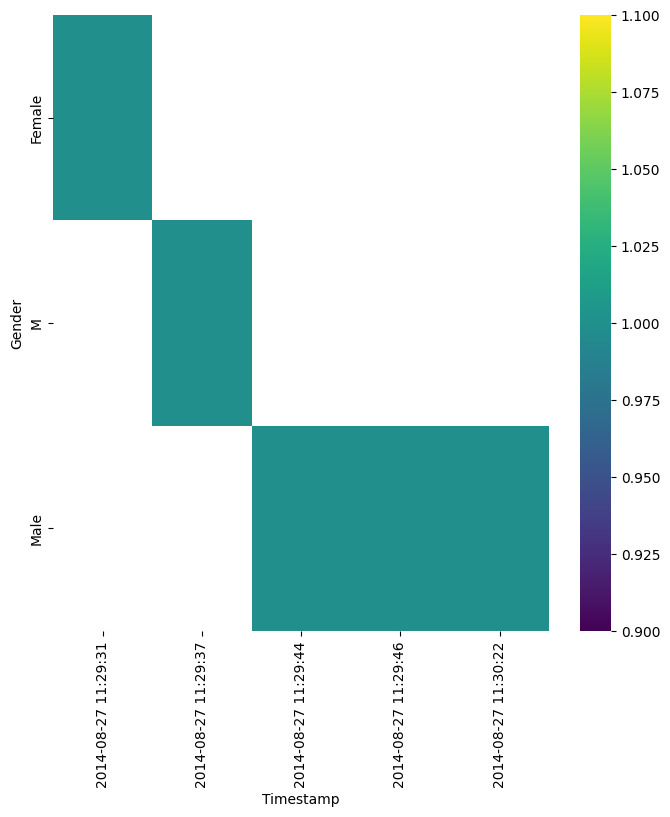 Gender
Female
M
Male
2014-08-27 11:29:31
2014-08-27 11:29:37
2014-08-27 11:29:44
2014-08-27 11:29:46
2014-08-27 11:30:22
Timestamp
1.100
1.075
1.050
1.025
1.000
0.975
0.950
0.925
0.900